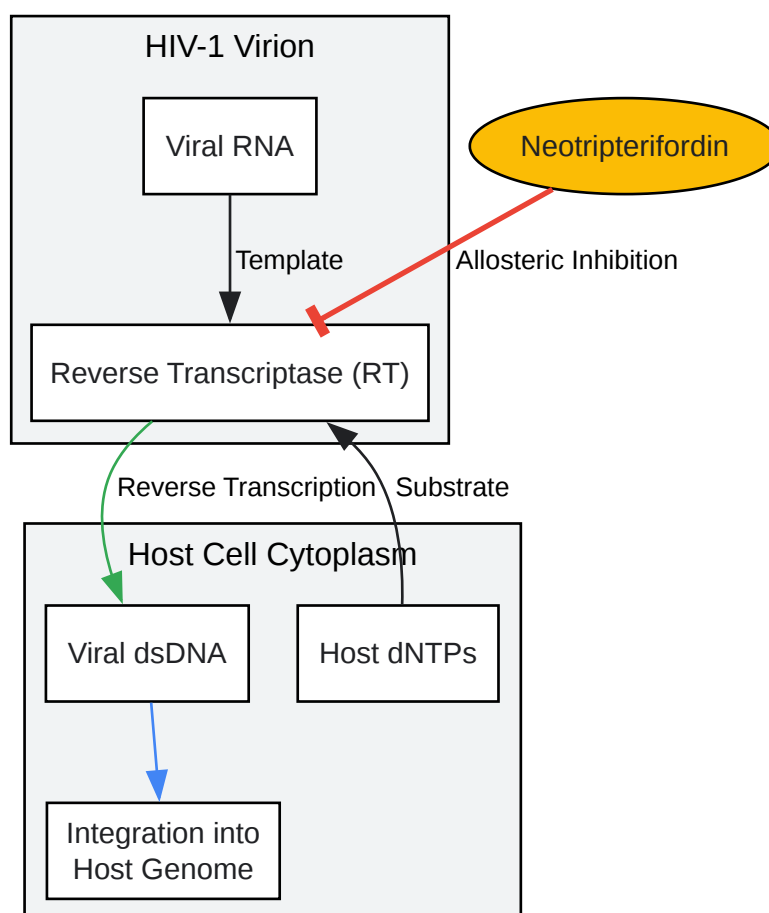 HIV-1 Virion
Viral RNA
Neotripterifordin
Template
Allosteric Inhibition
Reverse Transcriptase (RT)
Reverse Transcription
Substrate
Host Cell Cytoplasm
Viral dsDNA
Host dNTPs
Integration into
Host Genome